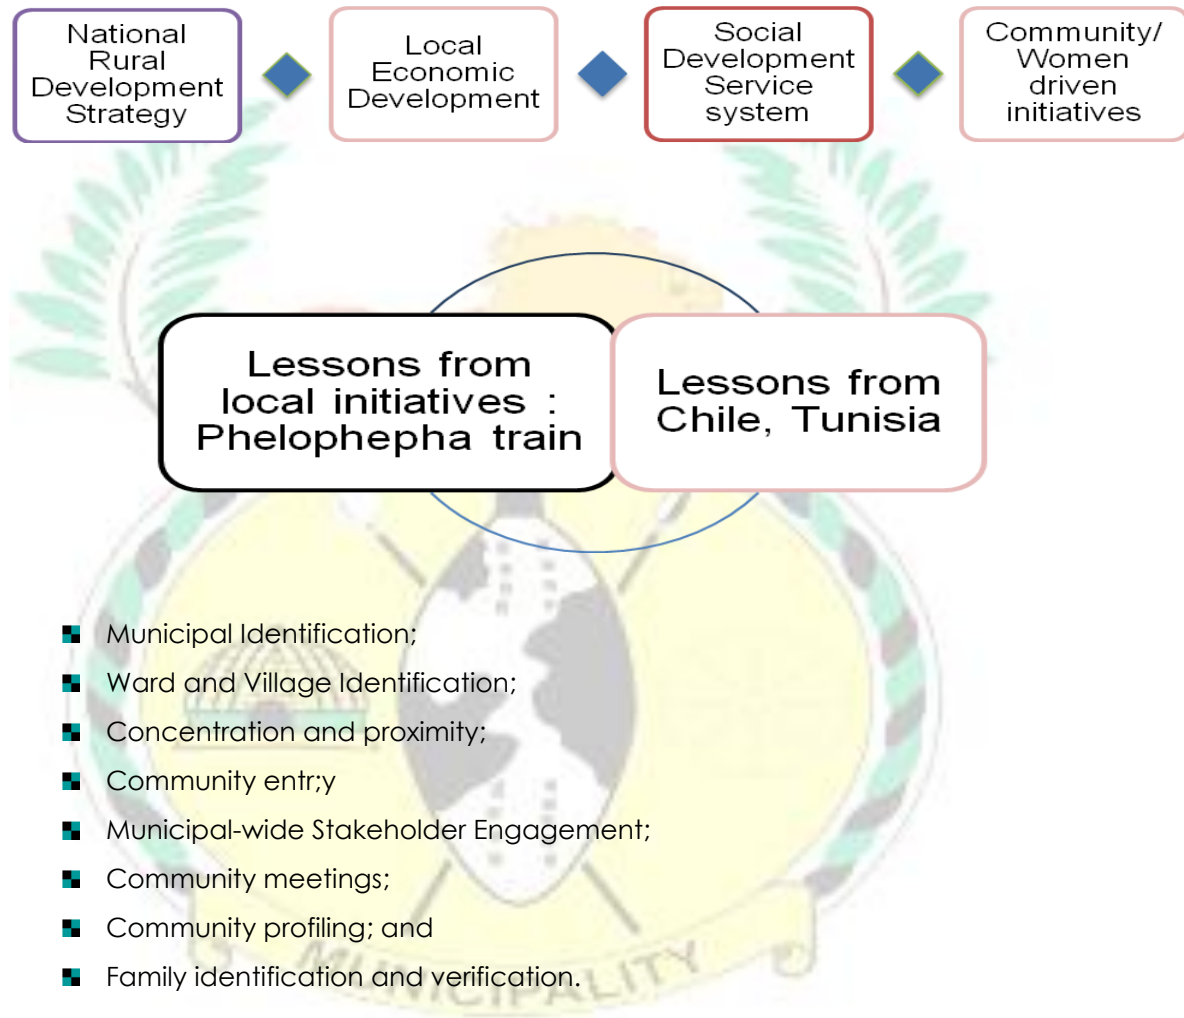 National
Rural
Development
Strategy
Local
Economic
Development
Social
Development
Service
system
Community/
Women
driven
initiatives
Lessons from
local initiatives :
Phelophepha train
Lessons from
Chile, Tunisia
Municipal Identification;
Ward and Village Identification;
Concentration and proximity;
Community entr;y
Municipal-wide Stakeholder Engagement;
Community meetings;
Community profiling; and
Family identification and verification.
MUNICIPALITY